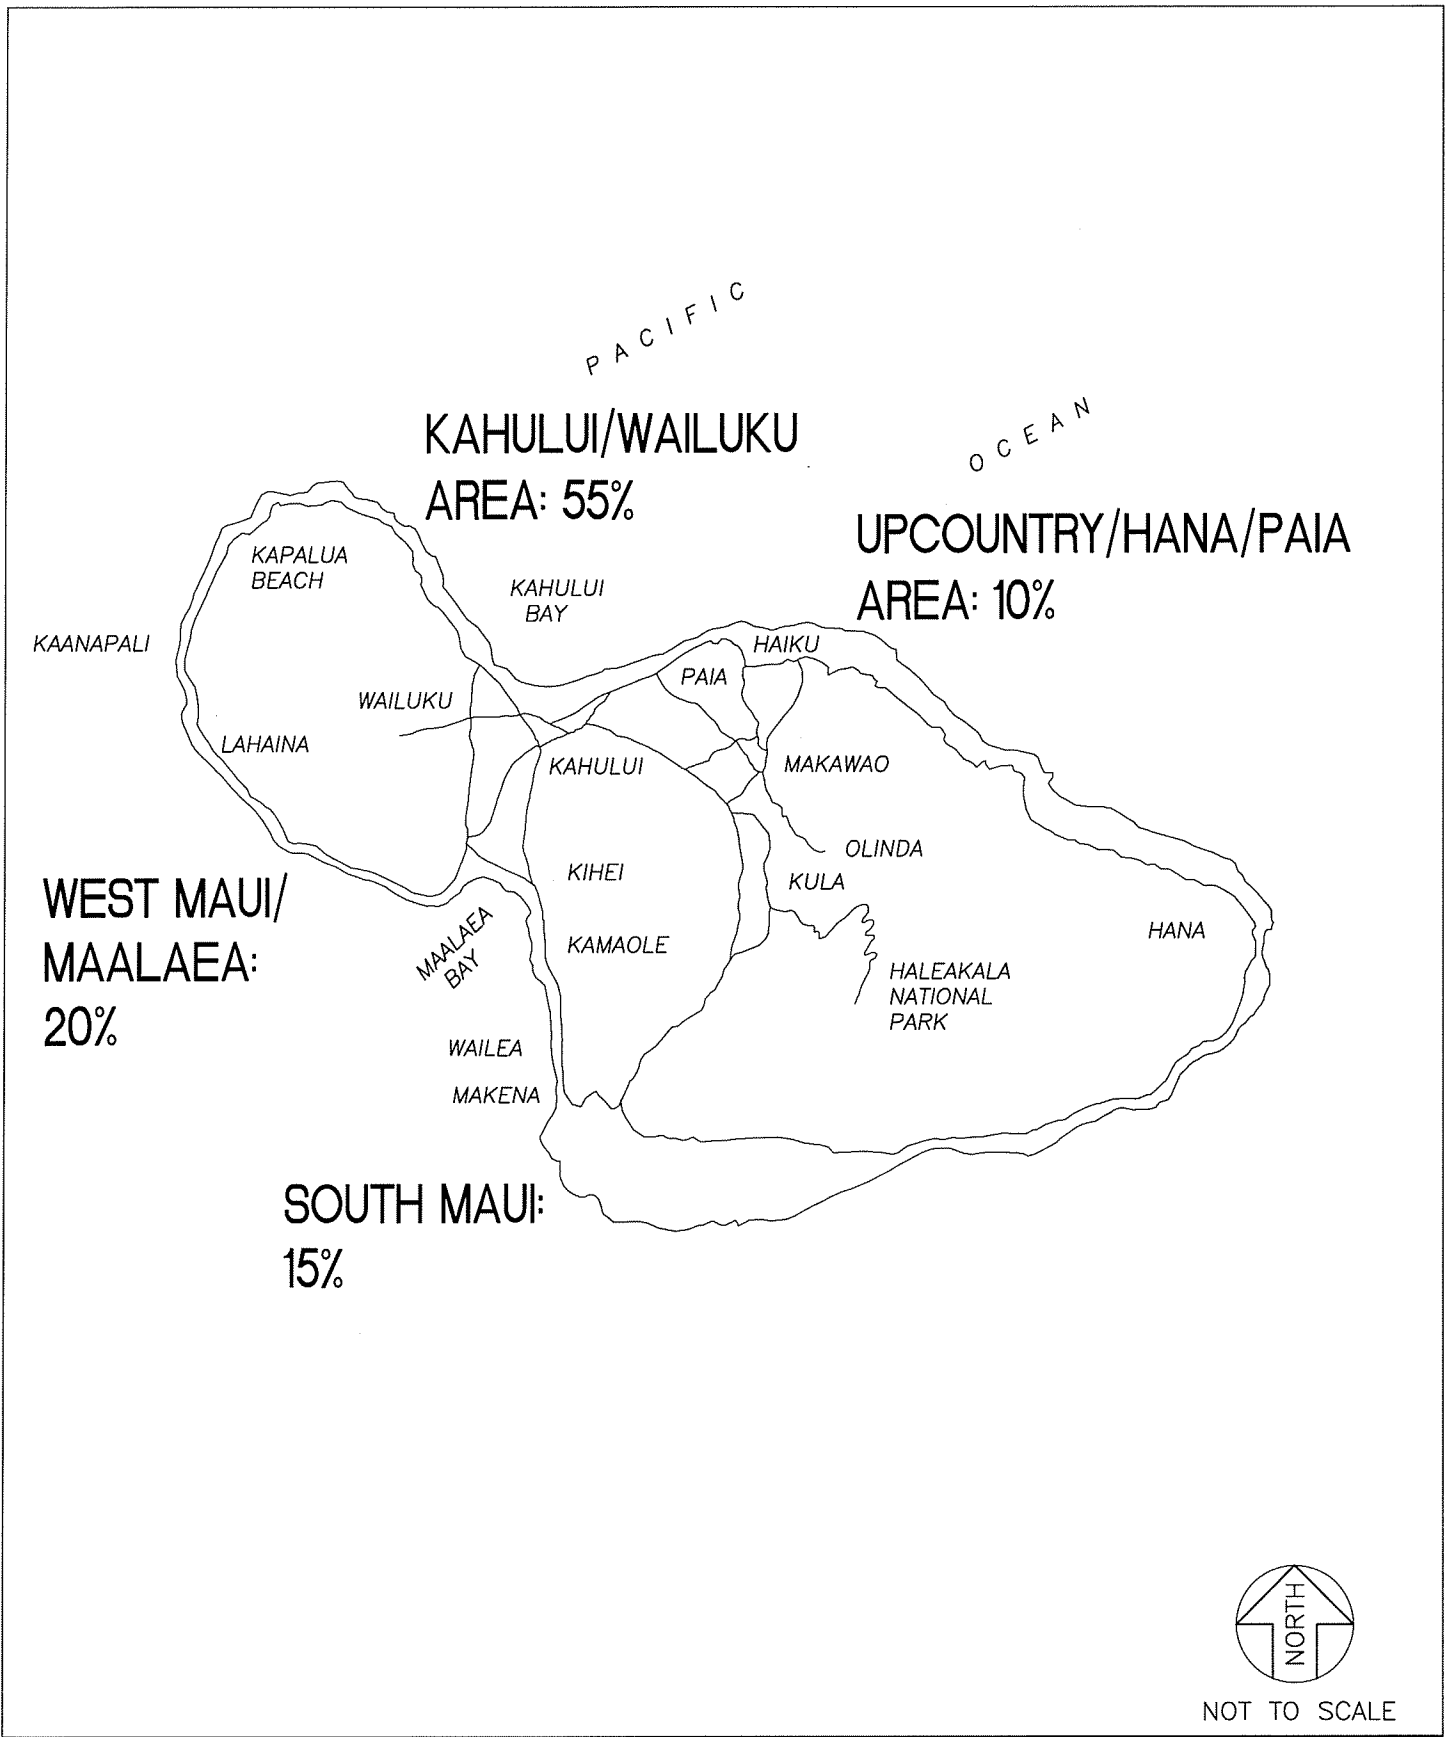 PACIFIC
OCEAN
KAHULUI/WAILUKU
AREA: 55%
UPCOUNTRY/HANA/PAIA
AREA: 10%
KAPALUA
BEACH
KAHULUI
BAY
KAANAPALI
HAIKU
PAIA
WAILUKU
LAHAINA
KAHULUI
MAKAWAO
OLINDA
KIHEI
KULA
WEST MAUI/
MAALAEA:
20%
MAALAEA
BAY
KAMAOLE
HANA
HALEAKALA
NATIONAL
PARK
WAILEA
MAKENA
SOUTH MAUI:
15%
NORTH
NOT TO SCALE